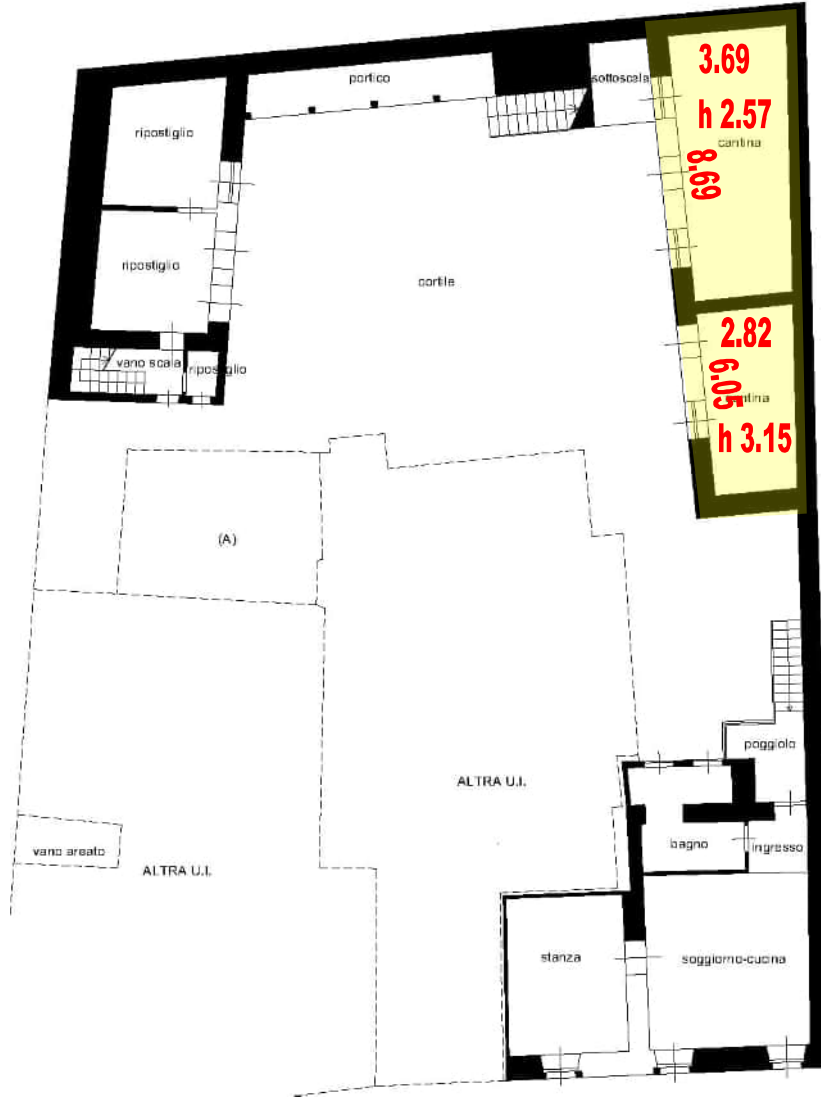 3.69
portico
sottoscala
h 2.57
ripostiglio
cantina
8.69
ripostiglio
cortile
2.82
vano scala
ripostiglio
6.05
cantina
h 3.15
(A)
poggiolo
ALTRA U.I.
vano areato
bagno
ingresso
ALTRA U.I.
stanza
soggiorno-cucina